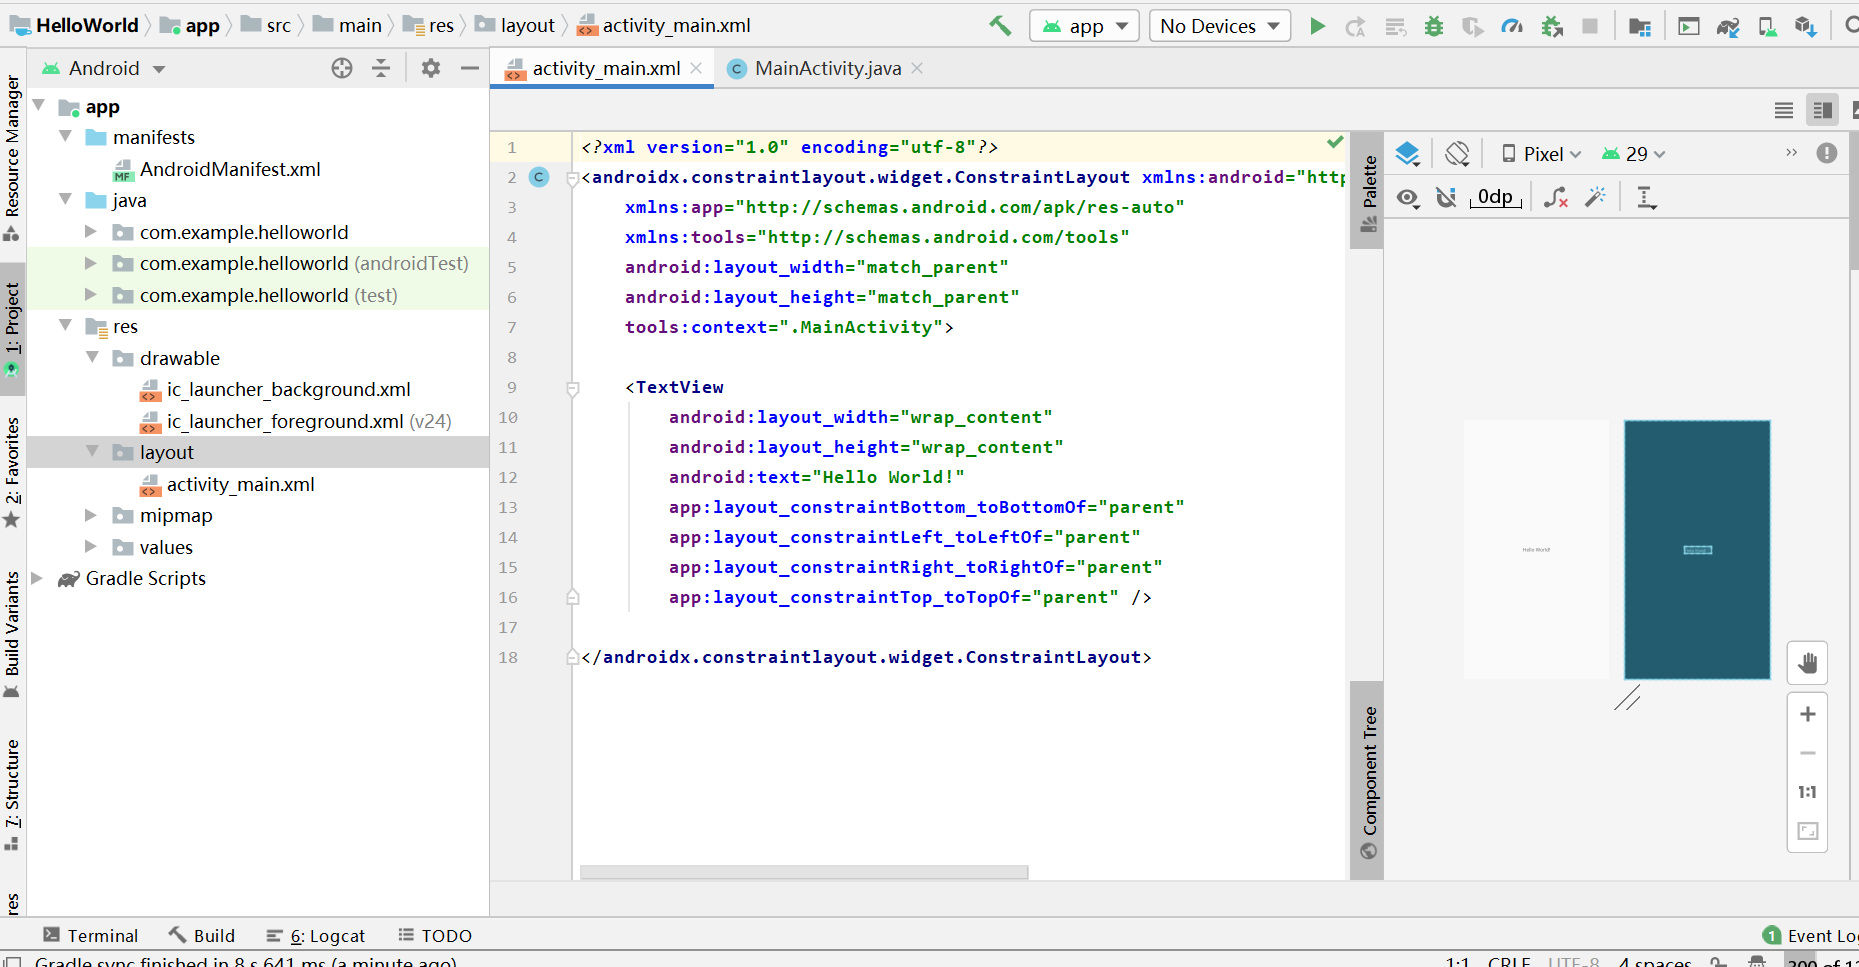 HelloWorld app src main res layout activity_main.xml app No Devices
Android activity_main.xml MainActivity.java
Resource Manager
1: Project
2: Favorites
Build Variants
7: Structure
app
manifests
AndroidManifest.xml
java
com.example.helloworld
com.example.helloworld (androidTest)
com.example.helloworld (test)
res
drawable
ic_launcher_background.xml
ic_launcher_foreground.xml (v24)
layout
activity_main.xml
mipmap
values
Gradle Scripts
1 <?xml version="1.0" encoding="utf-8"?>
2 <androidx.constraintlayout.widget.ConstraintLayout xmlns:android="http
3 xmlns:app="http://schemas.android.com/apk/res-auto"
4 xmlns:tools="http://schemas.android.com/tools"
5 android:layout_width="match_parent"
6 android:layout_height="match_parent"
7 tools:context=".MainActivity">
8
9 <TextView
10 android:layout_width="wrap_content"
11 android:layout_height="wrap_content"
12 android:text="Hello World!"
13 app:layout_constraintBottom_toBottomOf="parent"
14 app:layout_constraintLeft_toLeftOf="parent"
15 app:layout_constraintRight_toRightOf="parent"
16 app:layout_constraintTop_toTopOf="parent" />
17
18 </androidx.constraintlayout.widget.ConstraintLayout>
Palette
Component Tree
Pixel 29
0dp
Hello World!
1:1
res
Terminal Build 6: Logcat TODO 1 Event Log
Gradle sync finished in 8 s 641 ms (a minute ago) 1:1 CRLF UTF-8 4 spaces